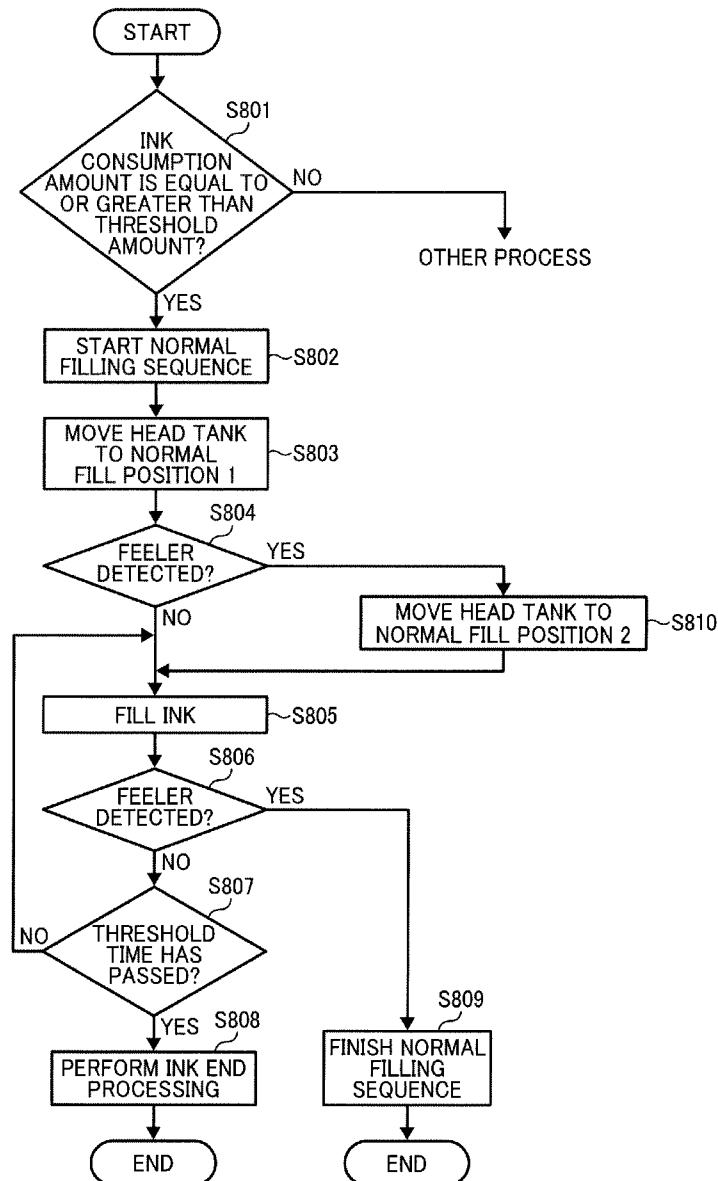 START
S801
INK
CONSUMPTION
AMOUNT IS EQUAL TO
OR GREATER THAN
THRESHOLD
AMOUNT?
NO
OTHER PROCESS
YES
START NORMAL
FILLING SEQUENCE
S802
MOVE HEAD TANK
TO NORMAL
FILL POSITION 1
S803
S804
FEELER
DETECTED?
YES
NO
MOVE HEAD TANK TO
NORMAL FILL POSITION 2
S810
FILL INK
S805
S806
FEELER
DETECTED?
YES
NO
S807
THRESHOLD
TIME HAS
PASSED?
NO
YES
S808
PERFORM INK END
PROCESSING
END
S809
FINISH NORMAL
FILLING
SEQUENCE
END